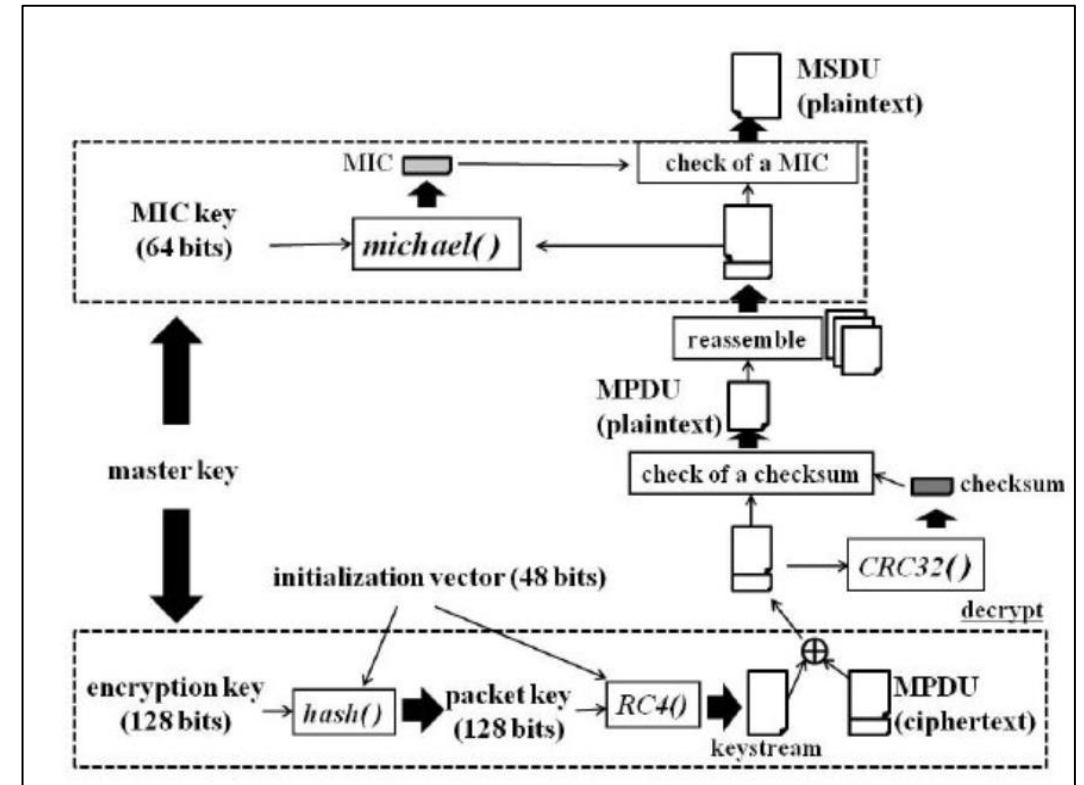 MSDU
(plaintext)
MIC
check of a MIC
MIC key
(64 bits)
michael()
reassemble
MPDU
(plaintext)
master key
check of a checksum
checksum
CRC32()
initialization vector (48 bits)
decrypt
encryption key
(128 bits)
hash()
packet key
(128 bits)
RC4()
keystream
MPDU
(ciphertext)